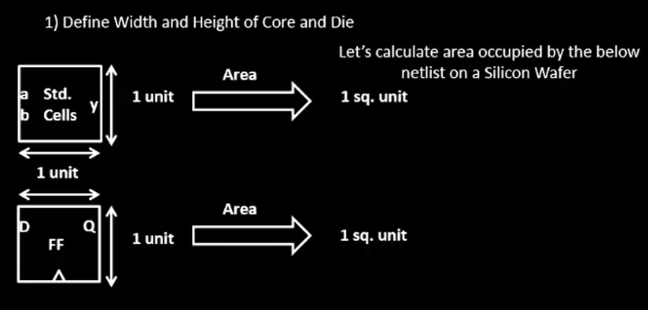 1) Define Width and Height of Core and Die
Let's calculate area occupied by the below
netlist on a Silicon Wafer
a Std. y
b Cells
1 unit
Area
1 sq. unit
1 unit
D Q
FF
1 unit
Area
1 sq. unit